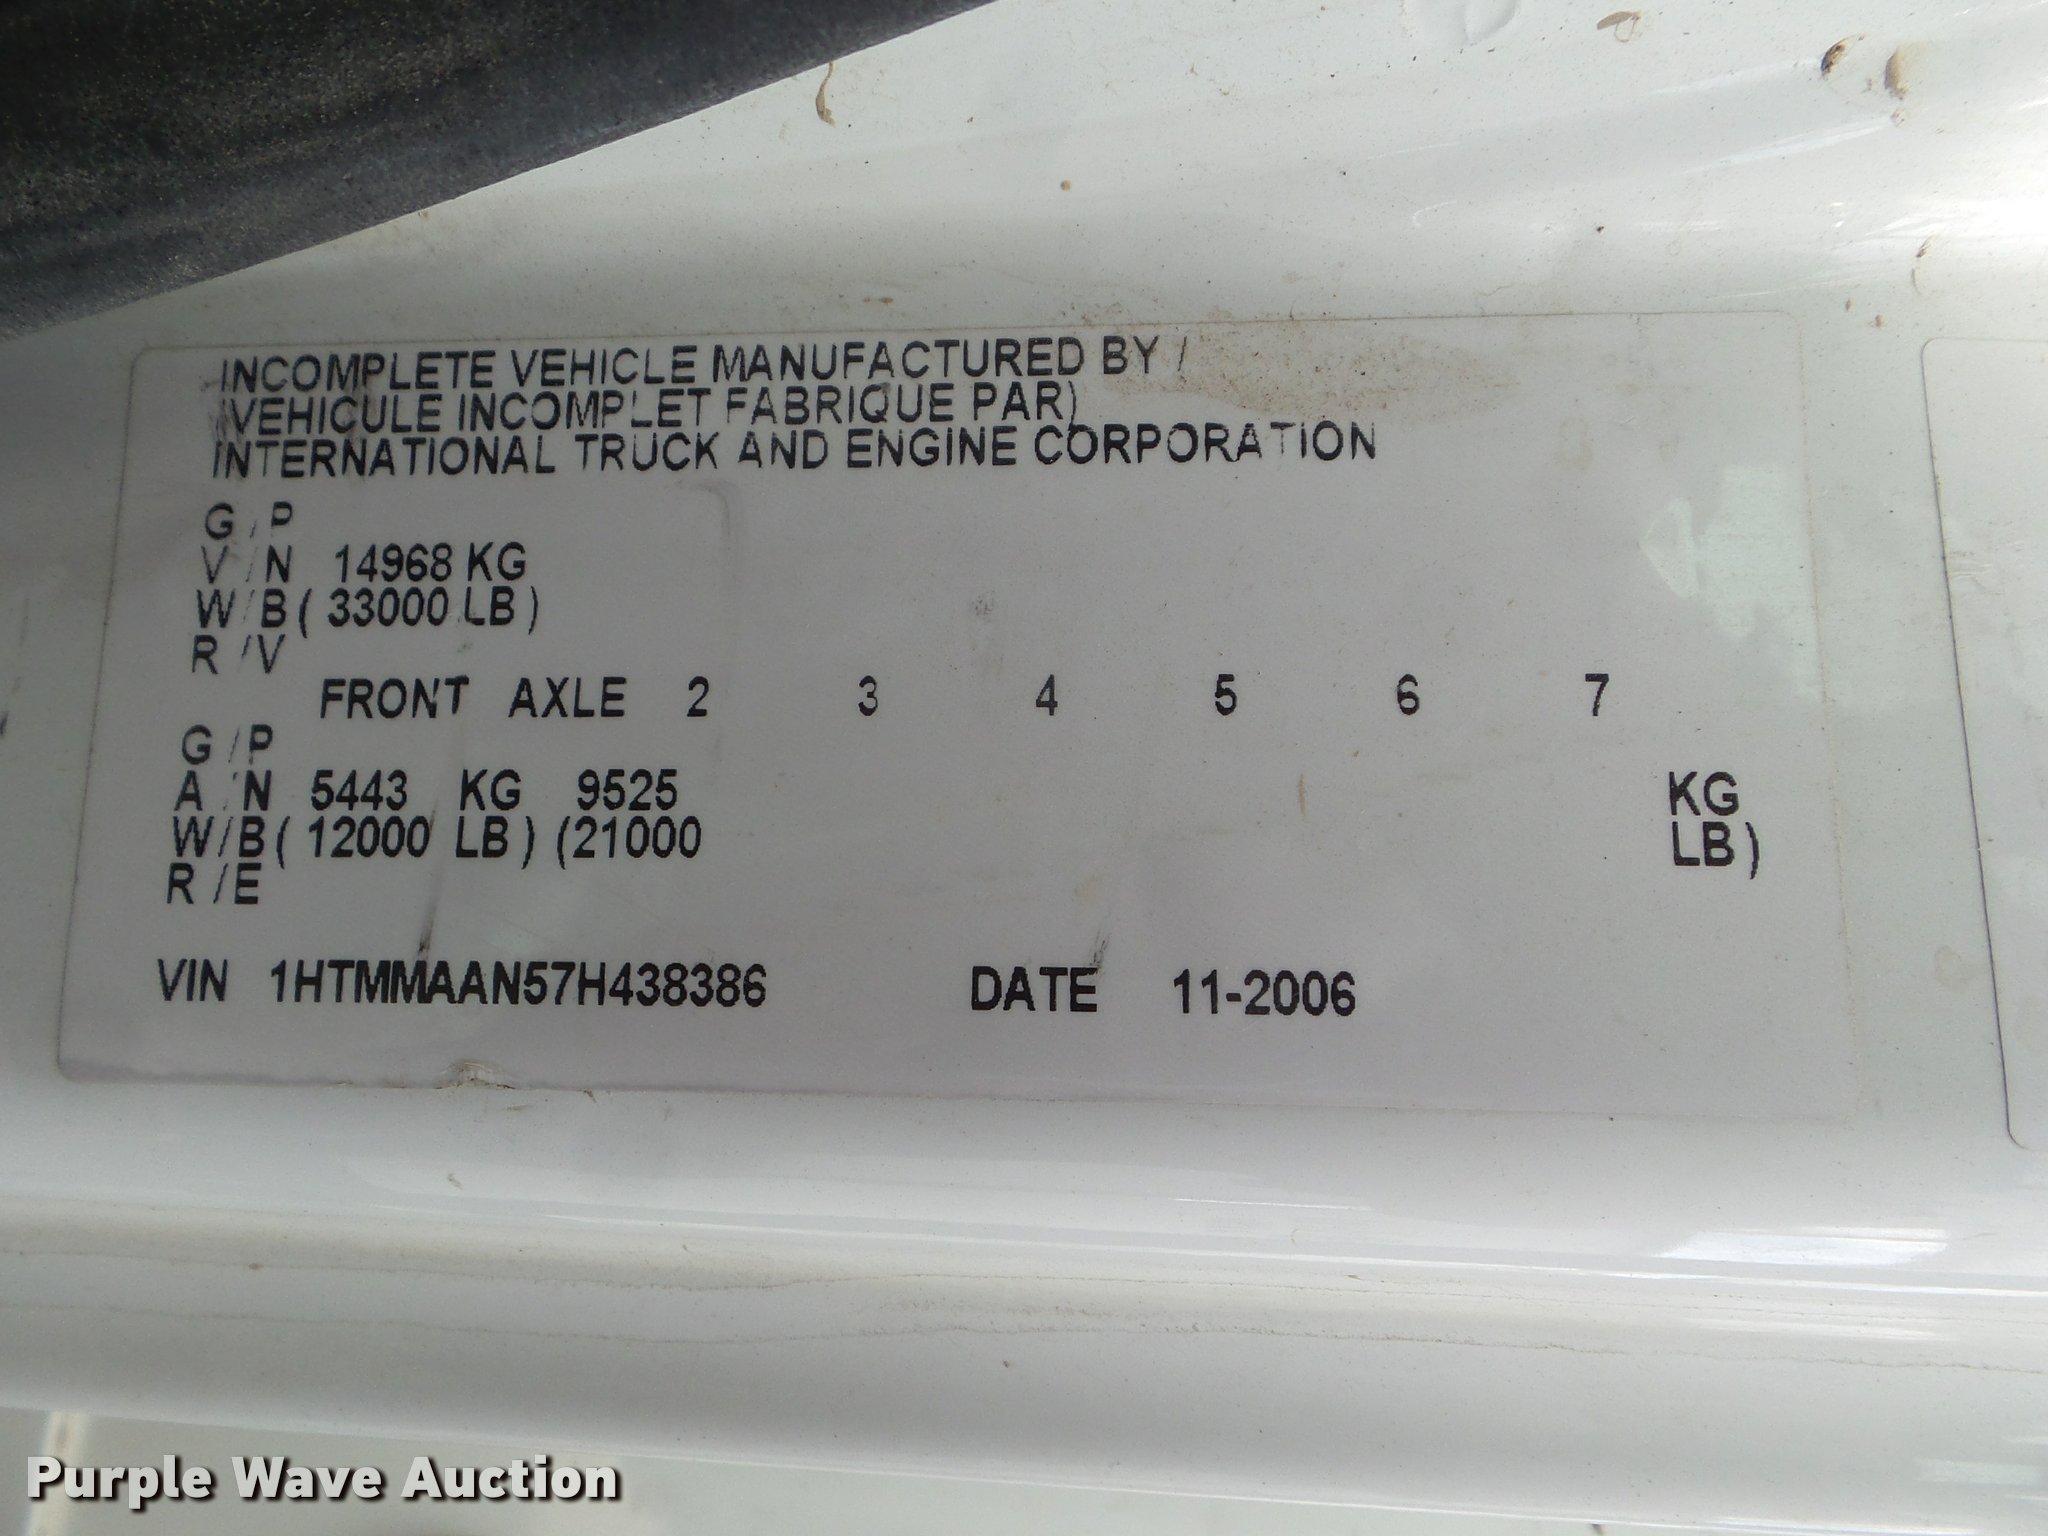 INCOMPLETE VEHICLE MANUFACTURED BY /
(VEHICULE INCOMPLET FABRIQUE PAR)
INTERNATIONAL TRUCK AND ENGINE CORPORATION
G / P
V / N 14968 KG
W / B ( 33000 LB )
R / V
FRONT AXLE 2 3 4 5 6 7
G / P
A / N 5443 KG 9525 KG
W / B ( 12000 LB ) (21000 LB )
R / E
VIN 1HTMMAAN57H438386 DATE 11-2006
Purple Wave Auction